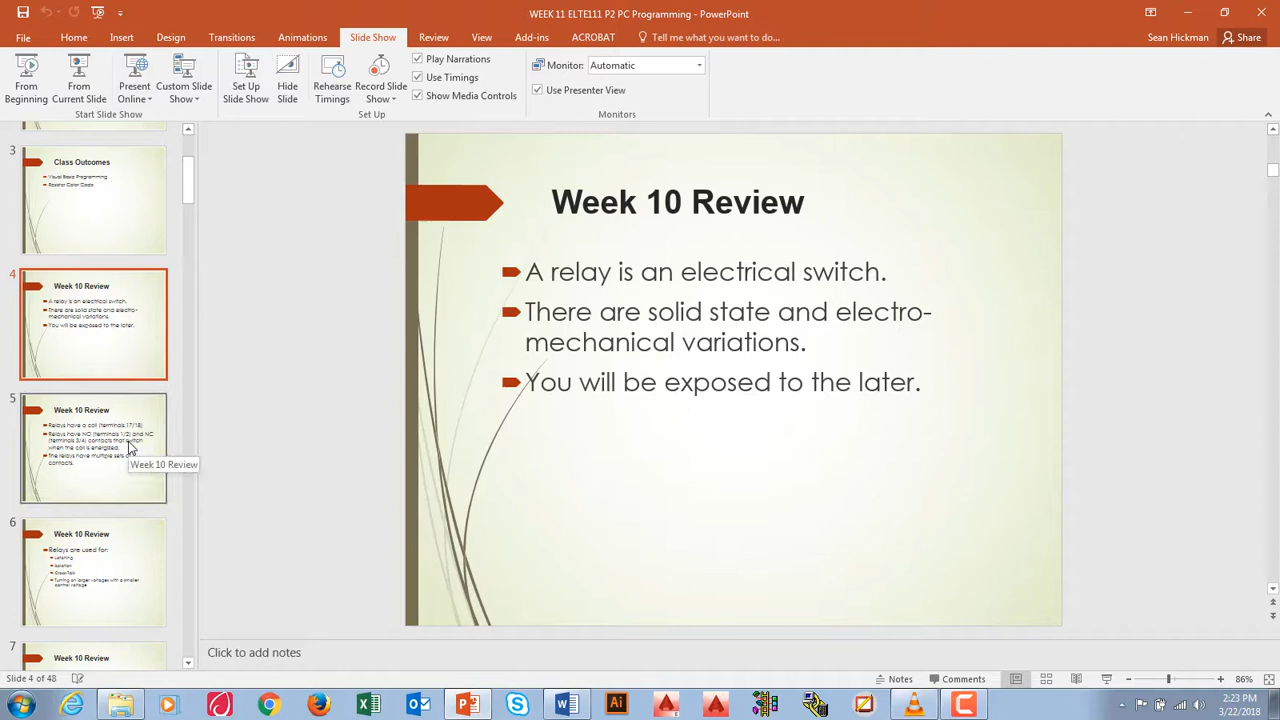 WEEK 11 ELTE111 P2 PC Programming - PowerPoint
File Home Insert Design Transitions Animations Slide Show Review View Add-ins ACROBAT Tell me what you want to do... Sean Hickman Share
From Beginning
From Current Slide
Present Online
Custom Slide Show
Start Slide Show
Set Up Slide Show
Hide Slide
Rehearse Timings
Record Slide Show
Play Narrations
Use Timings
Show Media Controls
Set Up
Monitor: Automatic
Use Presenter View
Monitors
3
Class Outcomes
Visual Basic Programming
Resistor Color Code
4
Week 10 Review
A relay is an electrical switch.
There are solid state and electro-
mechanical variations.
You will be exposed to the later.
5
Week 10 Review
Relays have a coil (terminals 17/18)
Relays have NO (terminals 1/2) and NC
(terminals 3/4) contacts that switch
when the coil is energized.
The relays have multiple sets
contacts.
Week 10 Review
6
Week 10 Review
Relays are used for:
Latching
Isolation
Turning on larger voltages with a smaller
control voltage.
7
Week 10 Review
Week 10 Review
A relay is an electrical switch.
There are solid state and electro-
mechanical variations.
You will be exposed to the later.
Click to add notes
Slide 4 of 48
Notes
Comments
86%
2:23 PM
3/22/2018